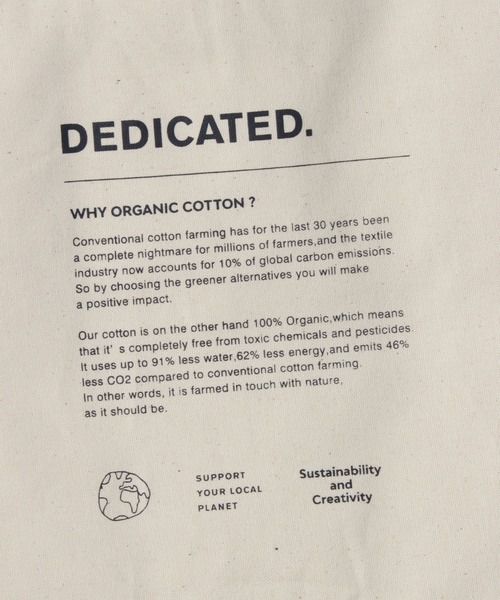 DEDICATED.
WHY ORGANIC COTTON ?
Conventional cotton farming has for the last 30 years been
a complete nightmare for millions of farmers,and the textile
industry now accounts for 10% of global carbon emissions.
So by choosing the greener alternatives you will make
a positive impact.
Our cotton is on the other hand 100% Organic,which means
that it’ s completely free from toxic chemicals and pesticides.
It uses up to 91% less water,62% less energy,and emits 46%
less CO2 compared to conventional cotton farming.
In other words, it is farmed in touch with nature,
as it should be.
SUPPORT
YOUR LOCAL
PLANET
Sustainability
and
Creativity